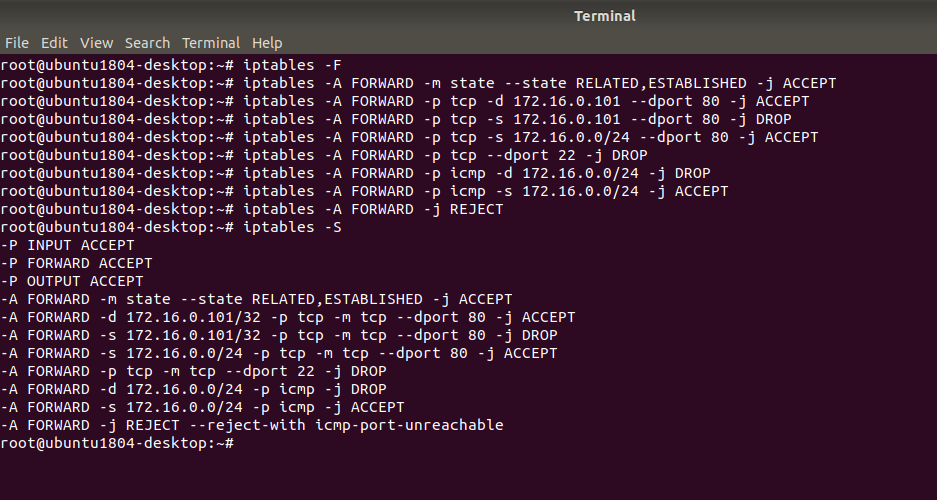 Terminal
File Edit View Search Terminal Help
root@ubuntu1804-desktop:~# iptables -F
root@ubuntu1804-desktop:~# iptables -A FORWARD -m state --state RELATED,ESTABLISHED -j ACCEPT
root@ubuntu1804-desktop:~# iptables -A FORWARD -p tcp -d 172.16.0.101 --dport 80 -j ACCEPT
root@ubuntu1804-desktop:~# iptables -A FORWARD -p tcp -s 172.16.0.101 --dport 80 -j DROP
root@ubuntu1804-desktop:~# iptables -A FORWARD -p tcp -s 172.16.0.0/24 --dport 80 -j ACCEPT
root@ubuntu1804-desktop:~# iptables -A FORWARD -p tcp --dport 22 -j DROP
root@ubuntu1804-desktop:~# iptables -A FORWARD -p icmp -d 172.16.0.0/24 -j DROP
root@ubuntu1804-desktop:~# iptables -A FORWARD -p icmp -s 172.16.0.0/24 -j ACCEPT
root@ubuntu1804-desktop:~# iptables -A FORWARD -j REJECT
root@ubuntu1804-desktop:~# iptables -S
-P INPUT ACCEPT
-P FORWARD ACCEPT
-P OUTPUT ACCEPT
-A FORWARD -m state --state RELATED,ESTABLISHED -j ACCEPT
-A FORWARD -d 172.16.0.101/32 -p tcp -m tcp --dport 80 -j ACCEPT
-A FORWARD -s 172.16.0.101/32 -p tcp -m tcp --dport 80 -j DROP
-A FORWARD -s 172.16.0.0/24 -p tcp -m tcp --dport 80 -j ACCEPT
-A FORWARD -p tcp -m tcp --dport 22 -j DROP
-A FORWARD -d 172.16.0.0/24 -p icmp -j DROP
-A FORWARD -s 172.16.0.0/24 -p icmp -j ACCEPT
-A FORWARD -j REJECT --reject-with icmp-port-unreachable
root@ubuntu1804-desktop:~#